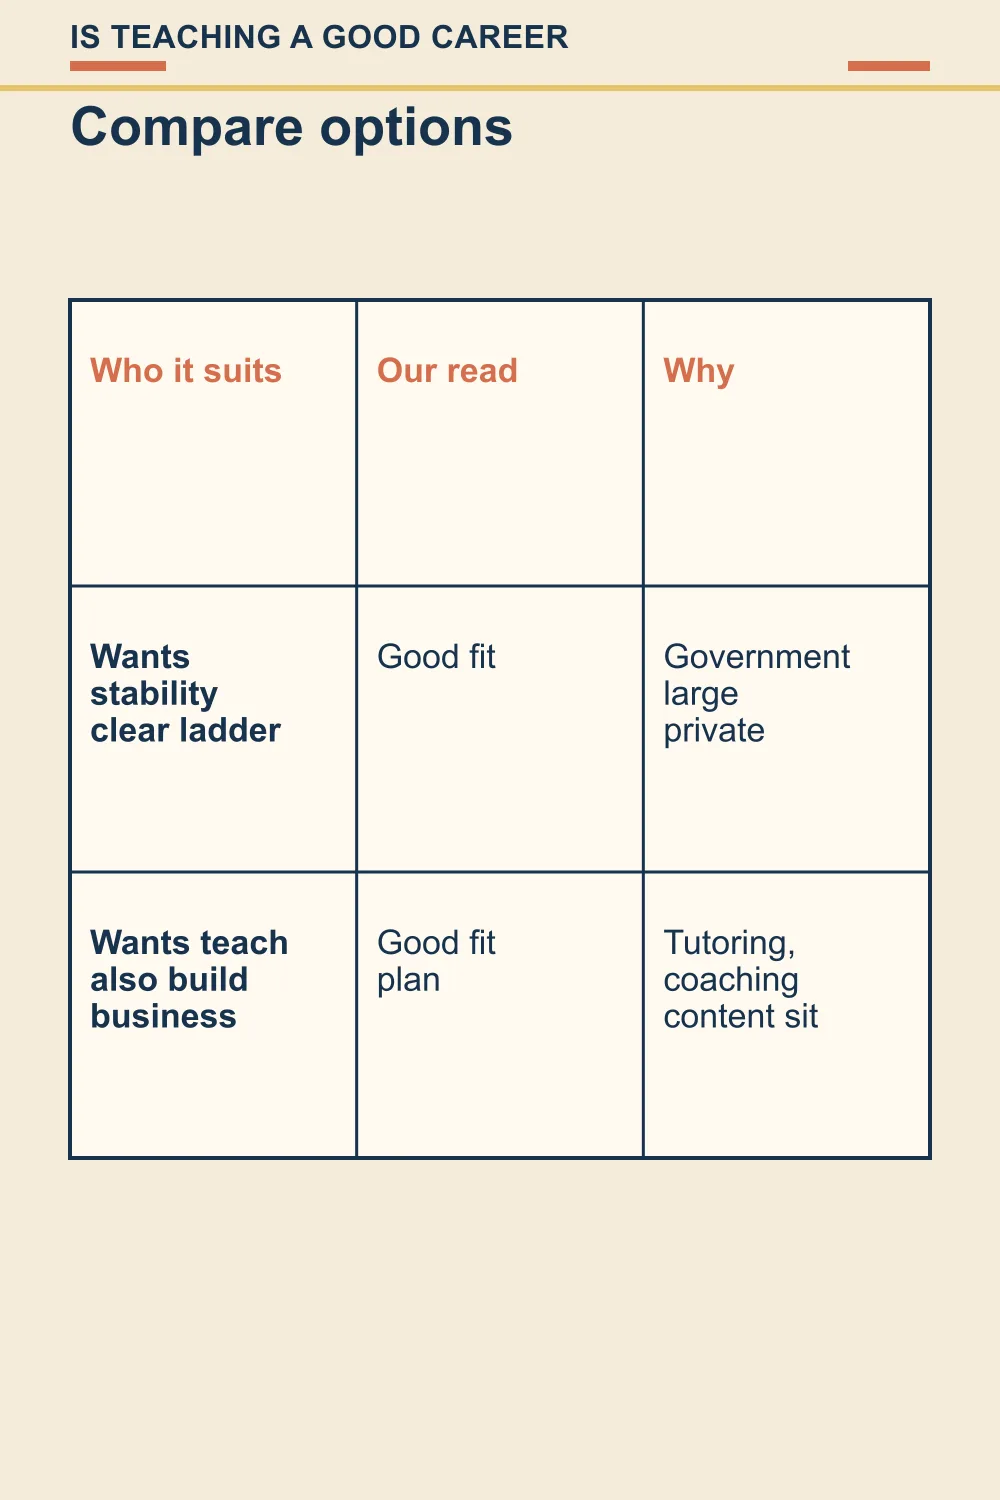 IS TEACHING A GOOD CAREER
Compare options
Who it suits
Our read
Why
Wants
stability
clear ladder
Good fit
Government
large
private
Wants teach
also build
business
Good fit
plan
Tutoring,
coaching
content sit